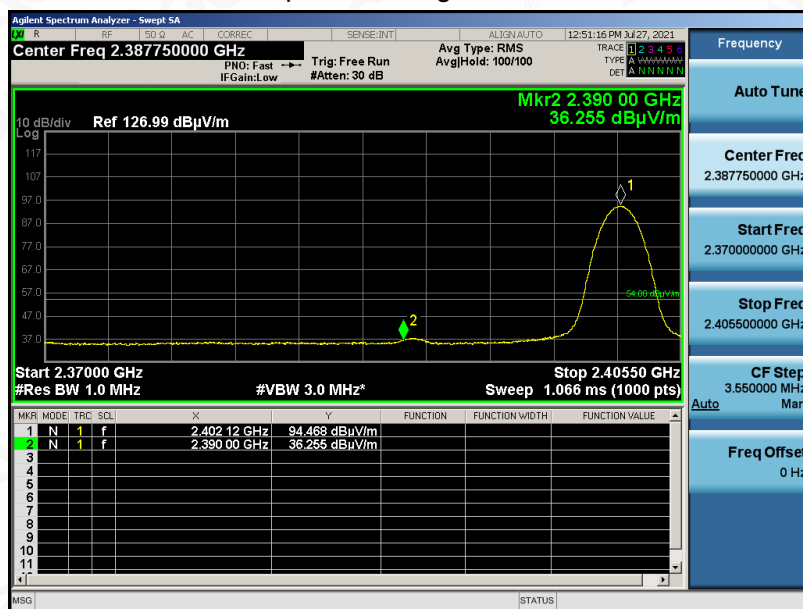 Agilent Spectrum Analyzer - Swept SA
LXI R RF 50 Ω AC CORREC SENSE:INT ALIGN AUTO 12:51:16 PM Jul 27, 2021
Center Freq 2.387750000 GHz
PNO: Fast
IFGain:Low
Trig: Free Run
#Atten: 30 dB
Avg Type: RMS
Avg|Hold: 100/100
TRACE 1 2 3 4 5 6
TYPE A WWWWW
DET A N N N N N
Mkr2 2.390 00 GHz
36.255 dBµV/m
10 dB/div Ref 126.99 dBµV/m
Log
117
107
97.0
87.0
77.0
67.0
57.0
47.0
37.0
1
2
54.00 dBµV/m
Start 2.37000 GHz Stop 2.40550 GHz
#Res BW 1.0 MHz #VBW 3.0 MHz* Sweep 1.066 ms (1000 pts)
MKR MODE TRC SCL X Y FUNCTION FUNCTION WIDTH FUNCTION VALUE
1 N 1 f 2.402 12 GHz 94.468 dBµV/m
2 N 1 f 2.390 00 GHz 36.255 dBµV/m
3
4
5
6
7
8
9
10
11
MSG STATUS
Frequency
Auto Tune
Center Freq
2.387750000 GHz
Start Freq
2.370000000 GHz
Stop Freq
2.405500000 GHz
CF Step
3.550000 MHz
Auto Man
Freq Offset
0 Hz